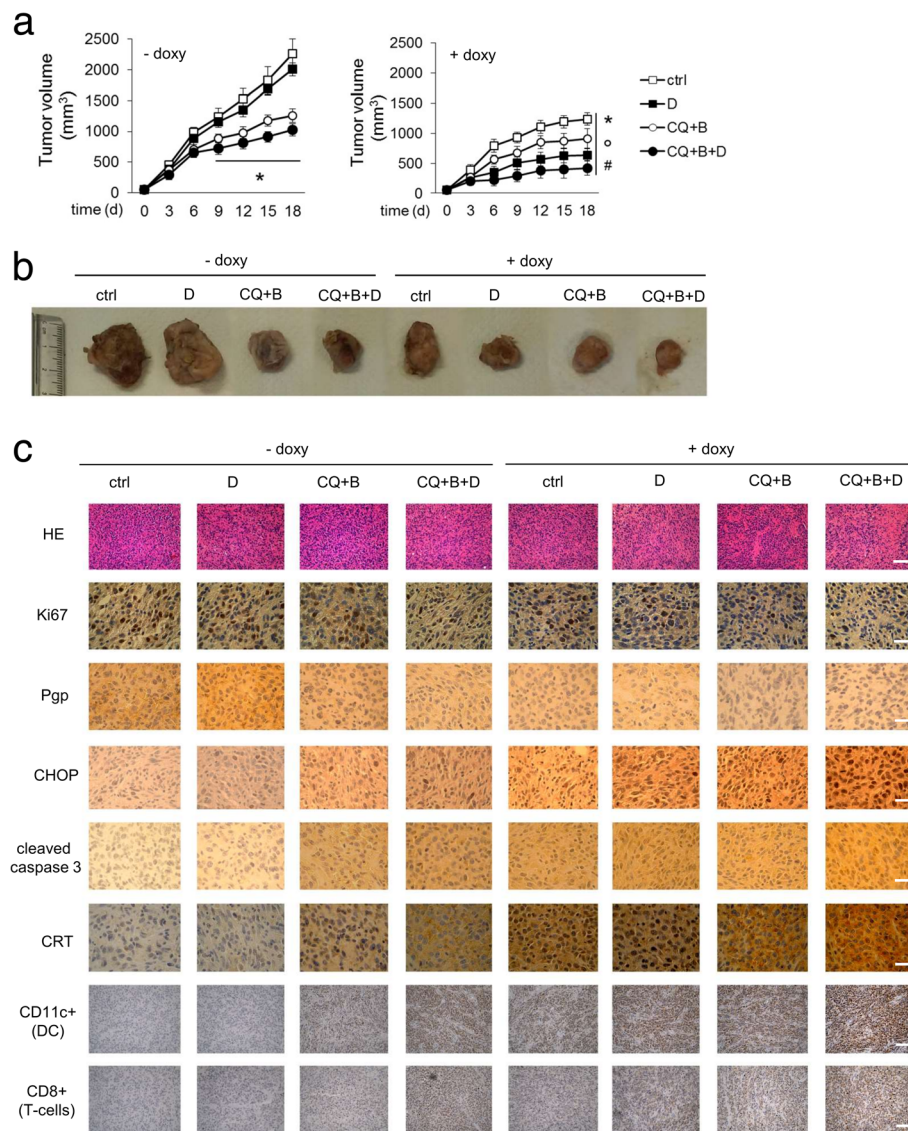 a
- doxy
Tumor volume
(mm³)
2500
2000
1500
1000
500
0
*
time (d)
0 3 6 9 12 15 18
+ doxy
Tumor volume
(mm³)
2500
2000
1500
1000
500
0
*
°
#
time (d)
0 3 6 9 12 15 18
ctrl
D
CQ+B
CQ+B+D
b
- doxy
+ doxy
ctrl D CQ+B CQ+B+D ctrl D CQ+B CQ+B+D
c
- doxy
+ doxy
ctrl D CQ+B CQ+B+D ctrl D CQ+B CQ+B+D
HE
Ki67
Pgp
CHOP
cleaved
caspase 3
CRT
CD11c+
(DC)
CD8+
(T-cells)